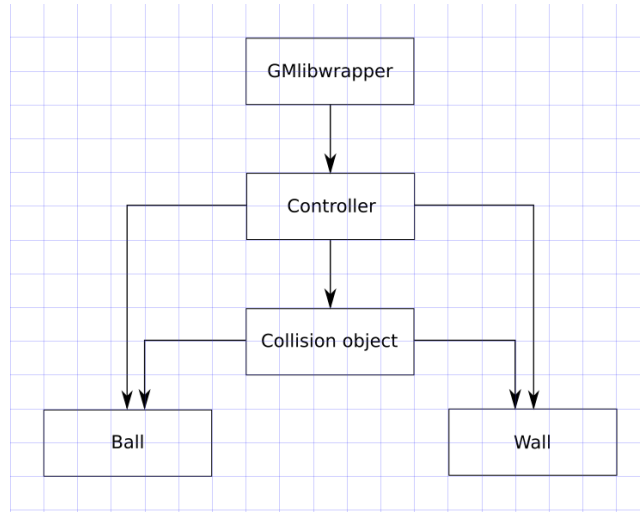 GMlibwrapper
Controller
Collision object
Ball
Wall